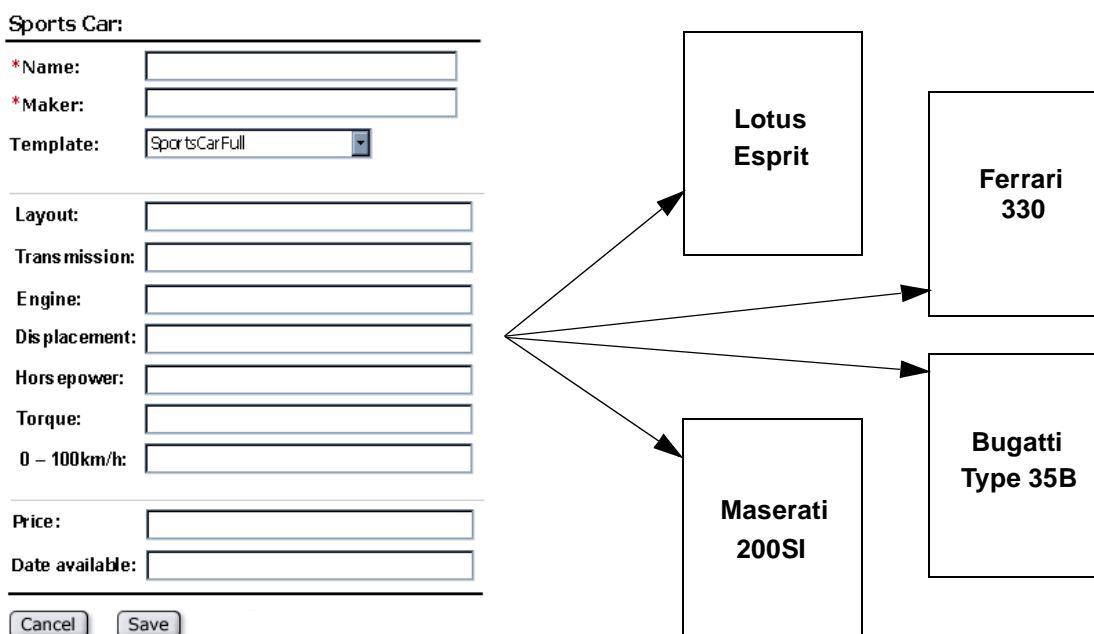 Sports Car:
*Name:
*Maker:
Template: SportsCarFull
Layout:
Transmission:
Engine:
Displacement:
Horsepower:
Torque:
0 – 100km/h:
Price:
Date available:
Cancel Save
Lotus
Esprit
Ferrari
330
Maserati
200SI
Bugatti
Type 35B